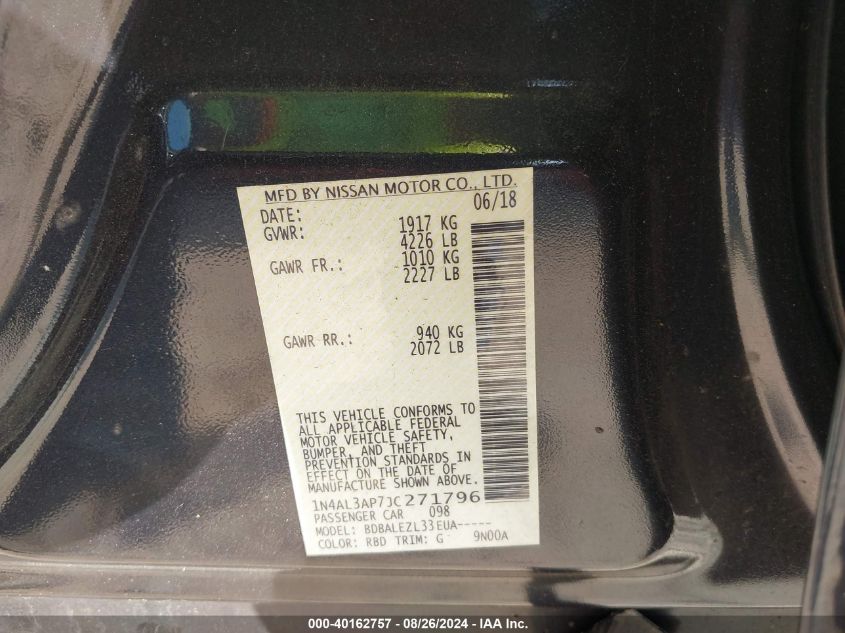 MFD BY NISSAN MOTOR CO., LTD.
DATE: 06/18
GVWR: 1917 KG
4226 LB
GAWR FR.: 1010 KG
2227 LB
GAWR RR.: 940 KG
2072 LB
THIS VEHICLE CONFORMS TO
ALL APPLICABLE FEDERAL
MOTOR VEHICLE SAFETY,
BUMPER, AND THEFT
PREVENTION STANDARDS IN
EFFECT ON THE DATE OF
MANUFACTURE SHOWN ABOVE.
1N4AL3AP7JC271796
PASSENGER CAR 098
MODEL: BDBALEZL33EUA-----
COLOR: RBD TRIM: G 9N00A
000-40162757 - 08/26/2024 - IAA Inc.